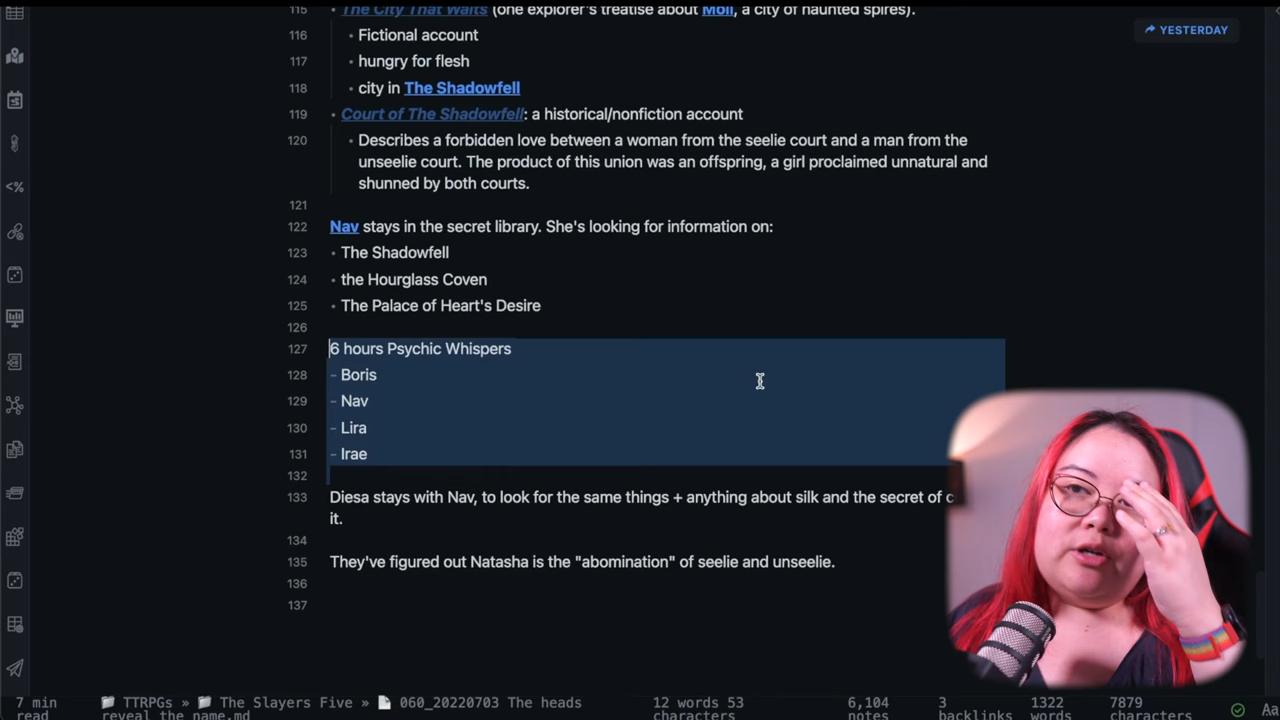 115 The City That Waits (one explorer's treatise about Moil, a city of haunted spires).
YESTERDAY
116 Fictional account
117 hungry for flesh
118 city in The Shadowfell
119 Court of The Shadowfell: a historical/nonfiction account
120 Describes a forbidden love between a woman from the seelie court and a man from the
unseelie court. The product of this union was an offspring, a girl proclaimed unnatural and
shunned by both courts.
121
122 Nav stays in the secret library. She's looking for information on:
123 The Shadowfell
124 the Hourglass Coven
125 The Palace of Heart's Desire
126
127 6 hours Psychic Whispers
128 - Boris
129 - Nav
130 - Lira
131 - Irae
132
133 Diesa stays with Nav, to look for the same things + anything about silk and the secret of
it.
134
135 They've figured out Natasha is the "abomination" of seelie and unseelie.
136
137
7 min read
TTRPGs » The Slayers Five » 060_20220703 The heads
reveal the name.md
12 words 53
characters
6,104
notes
3
backlinks
1322
words
7879
characters
Aa